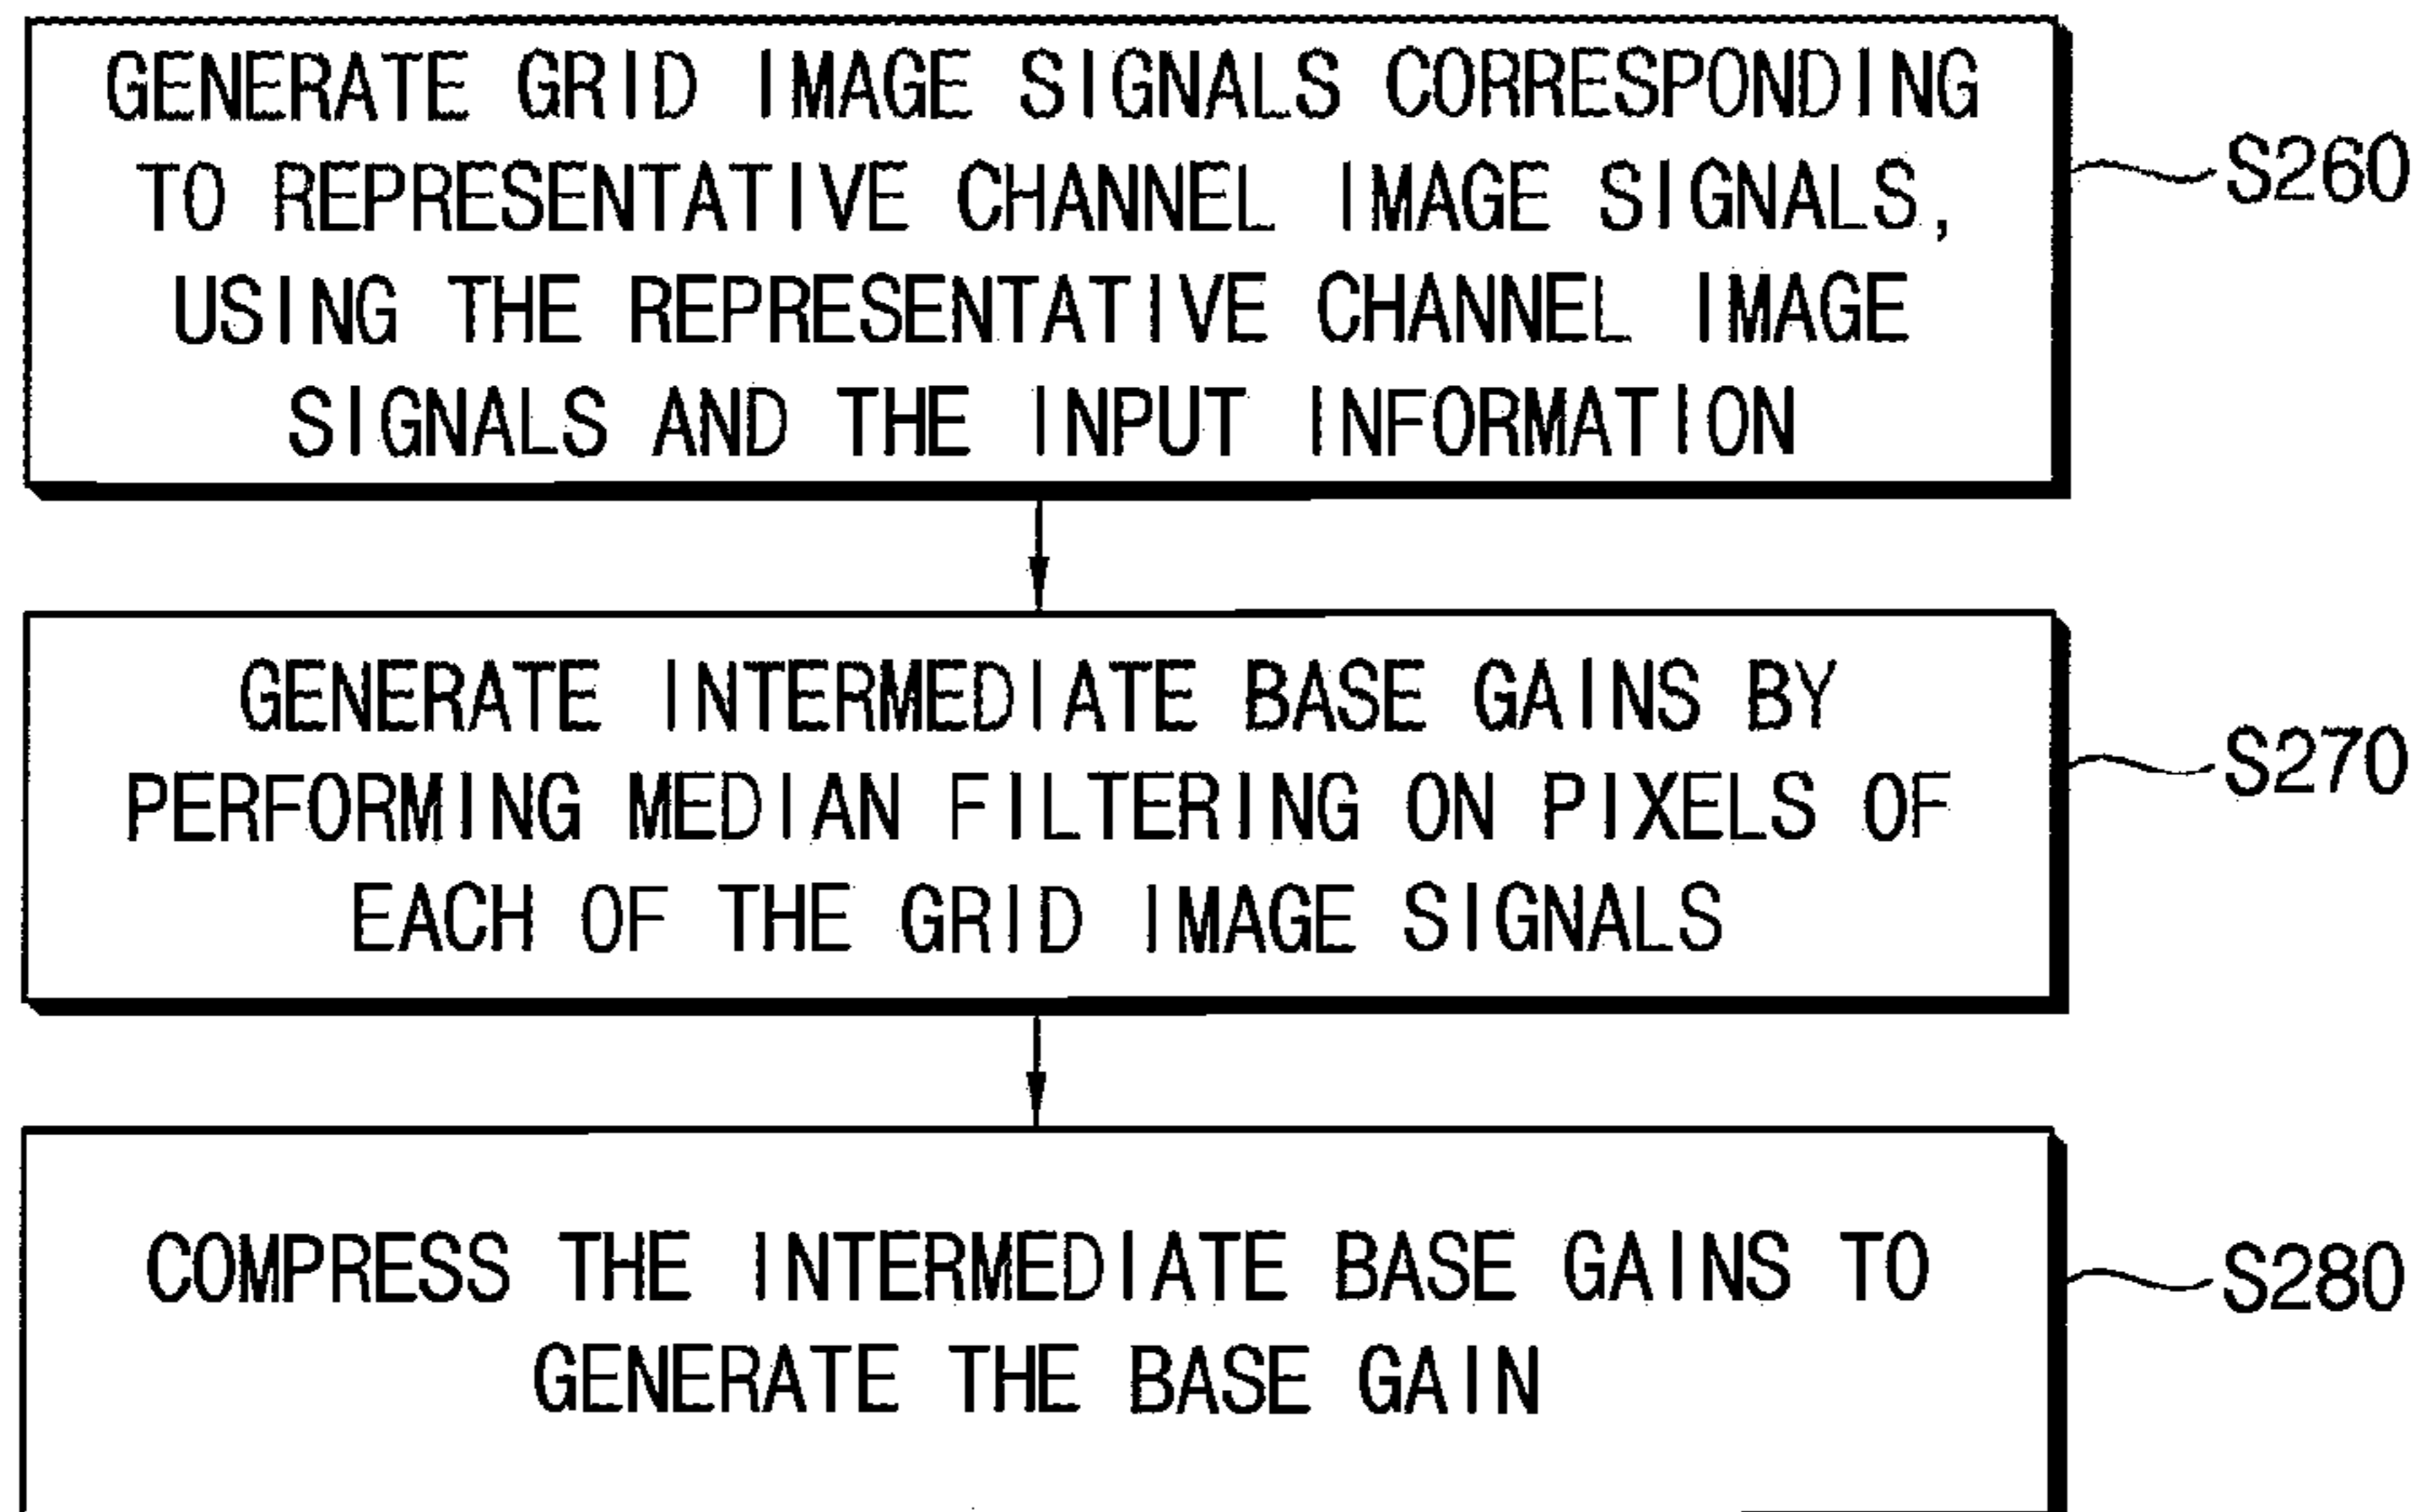 GENERATE GRID IMAGE SIGNALS CORRESPONDING
TO REPRESENTATIVE CHANNEL IMAGE SIGNALS,
USING THE REPRESENTATIVE CHANNEL IMAGE
SIGNALS AND THE INPUT INFORMATION
S260
GENERATE INTERMEDIATE BASE GAINS BY
PERFORMING MEDIAN FILTERING ON PIXELS OF
EACH OF THE GRID IMAGE SIGNALS
S270
COMPRESS THE INTERMEDIATE BASE GAINS TO
GENERATE THE BASE GAIN
S280